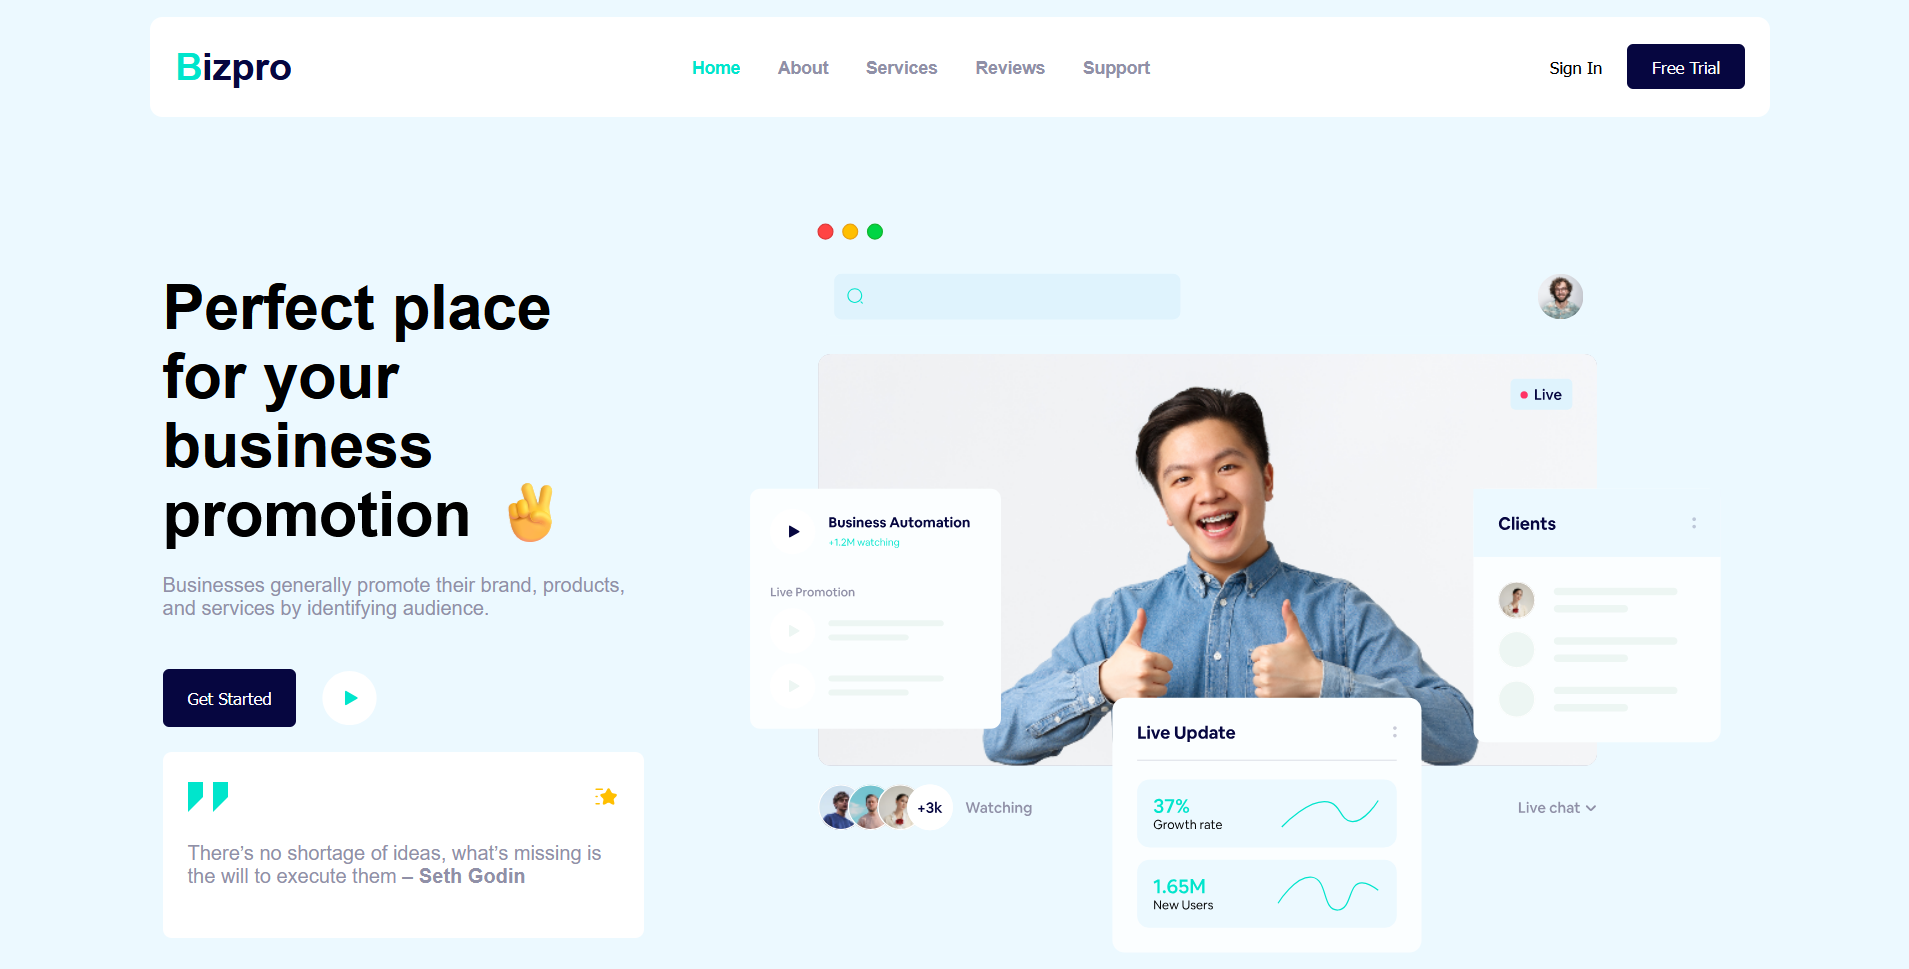 Bizpro
Home About Services Reviews Support
Sign In Free Trial
Perfect place
for your
business
promotion
Businesses generally promote their brand, products,
and services by identifying audience.
Get Started
There’s no shortage of ideas, what’s missing is
the will to execute them – Seth Godin
Live
Business Automation
+1.2M watching
Live Promotion
Clients
Live Update
37%
Growth rate
1.65M
New Users
+3k Watching
Live chat